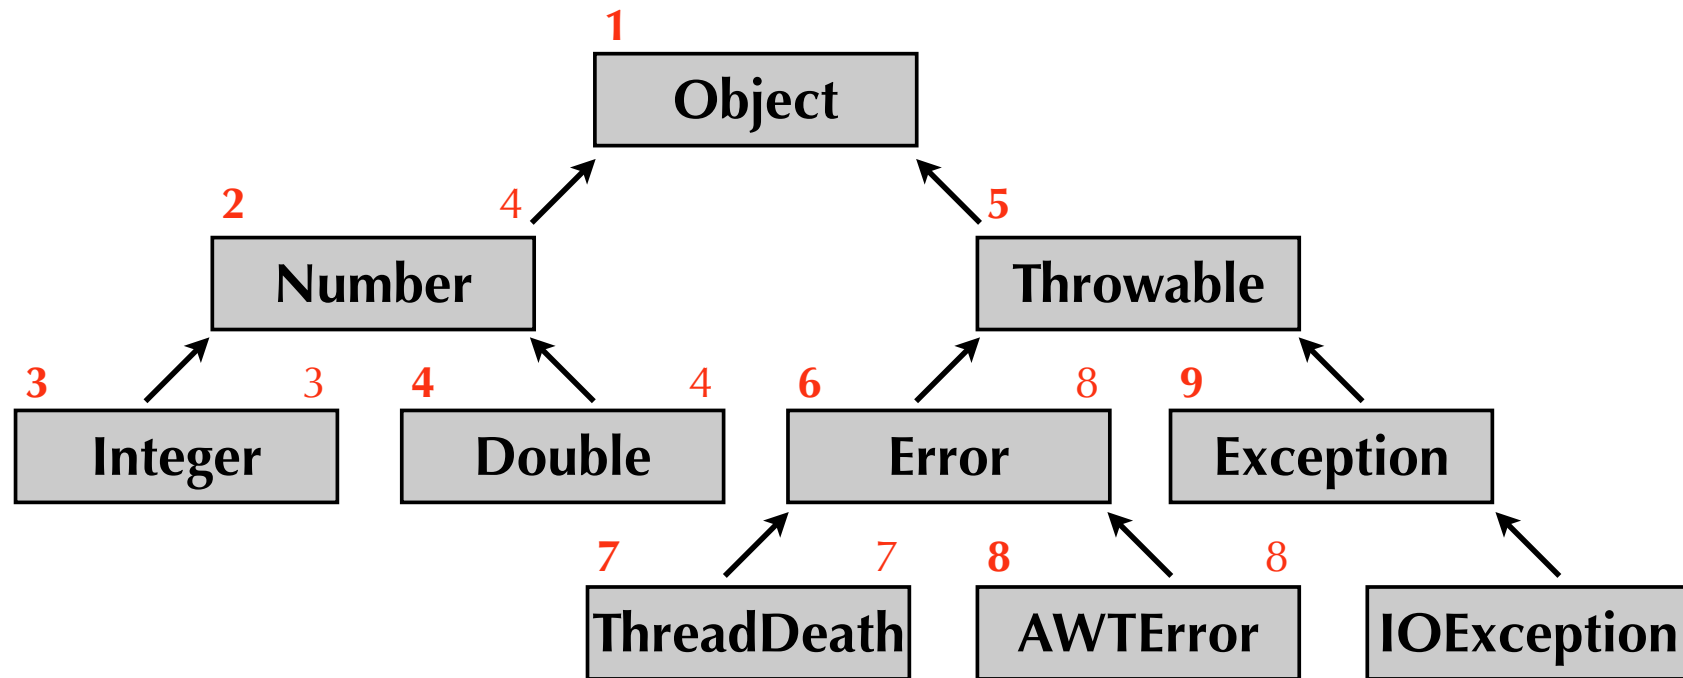 1
Object
2 4 5
Number Throwable
3 3 4 4 6 8 9
Integer Double Error Exception
7 7 8 8
ThreadDeath AWTError IOException